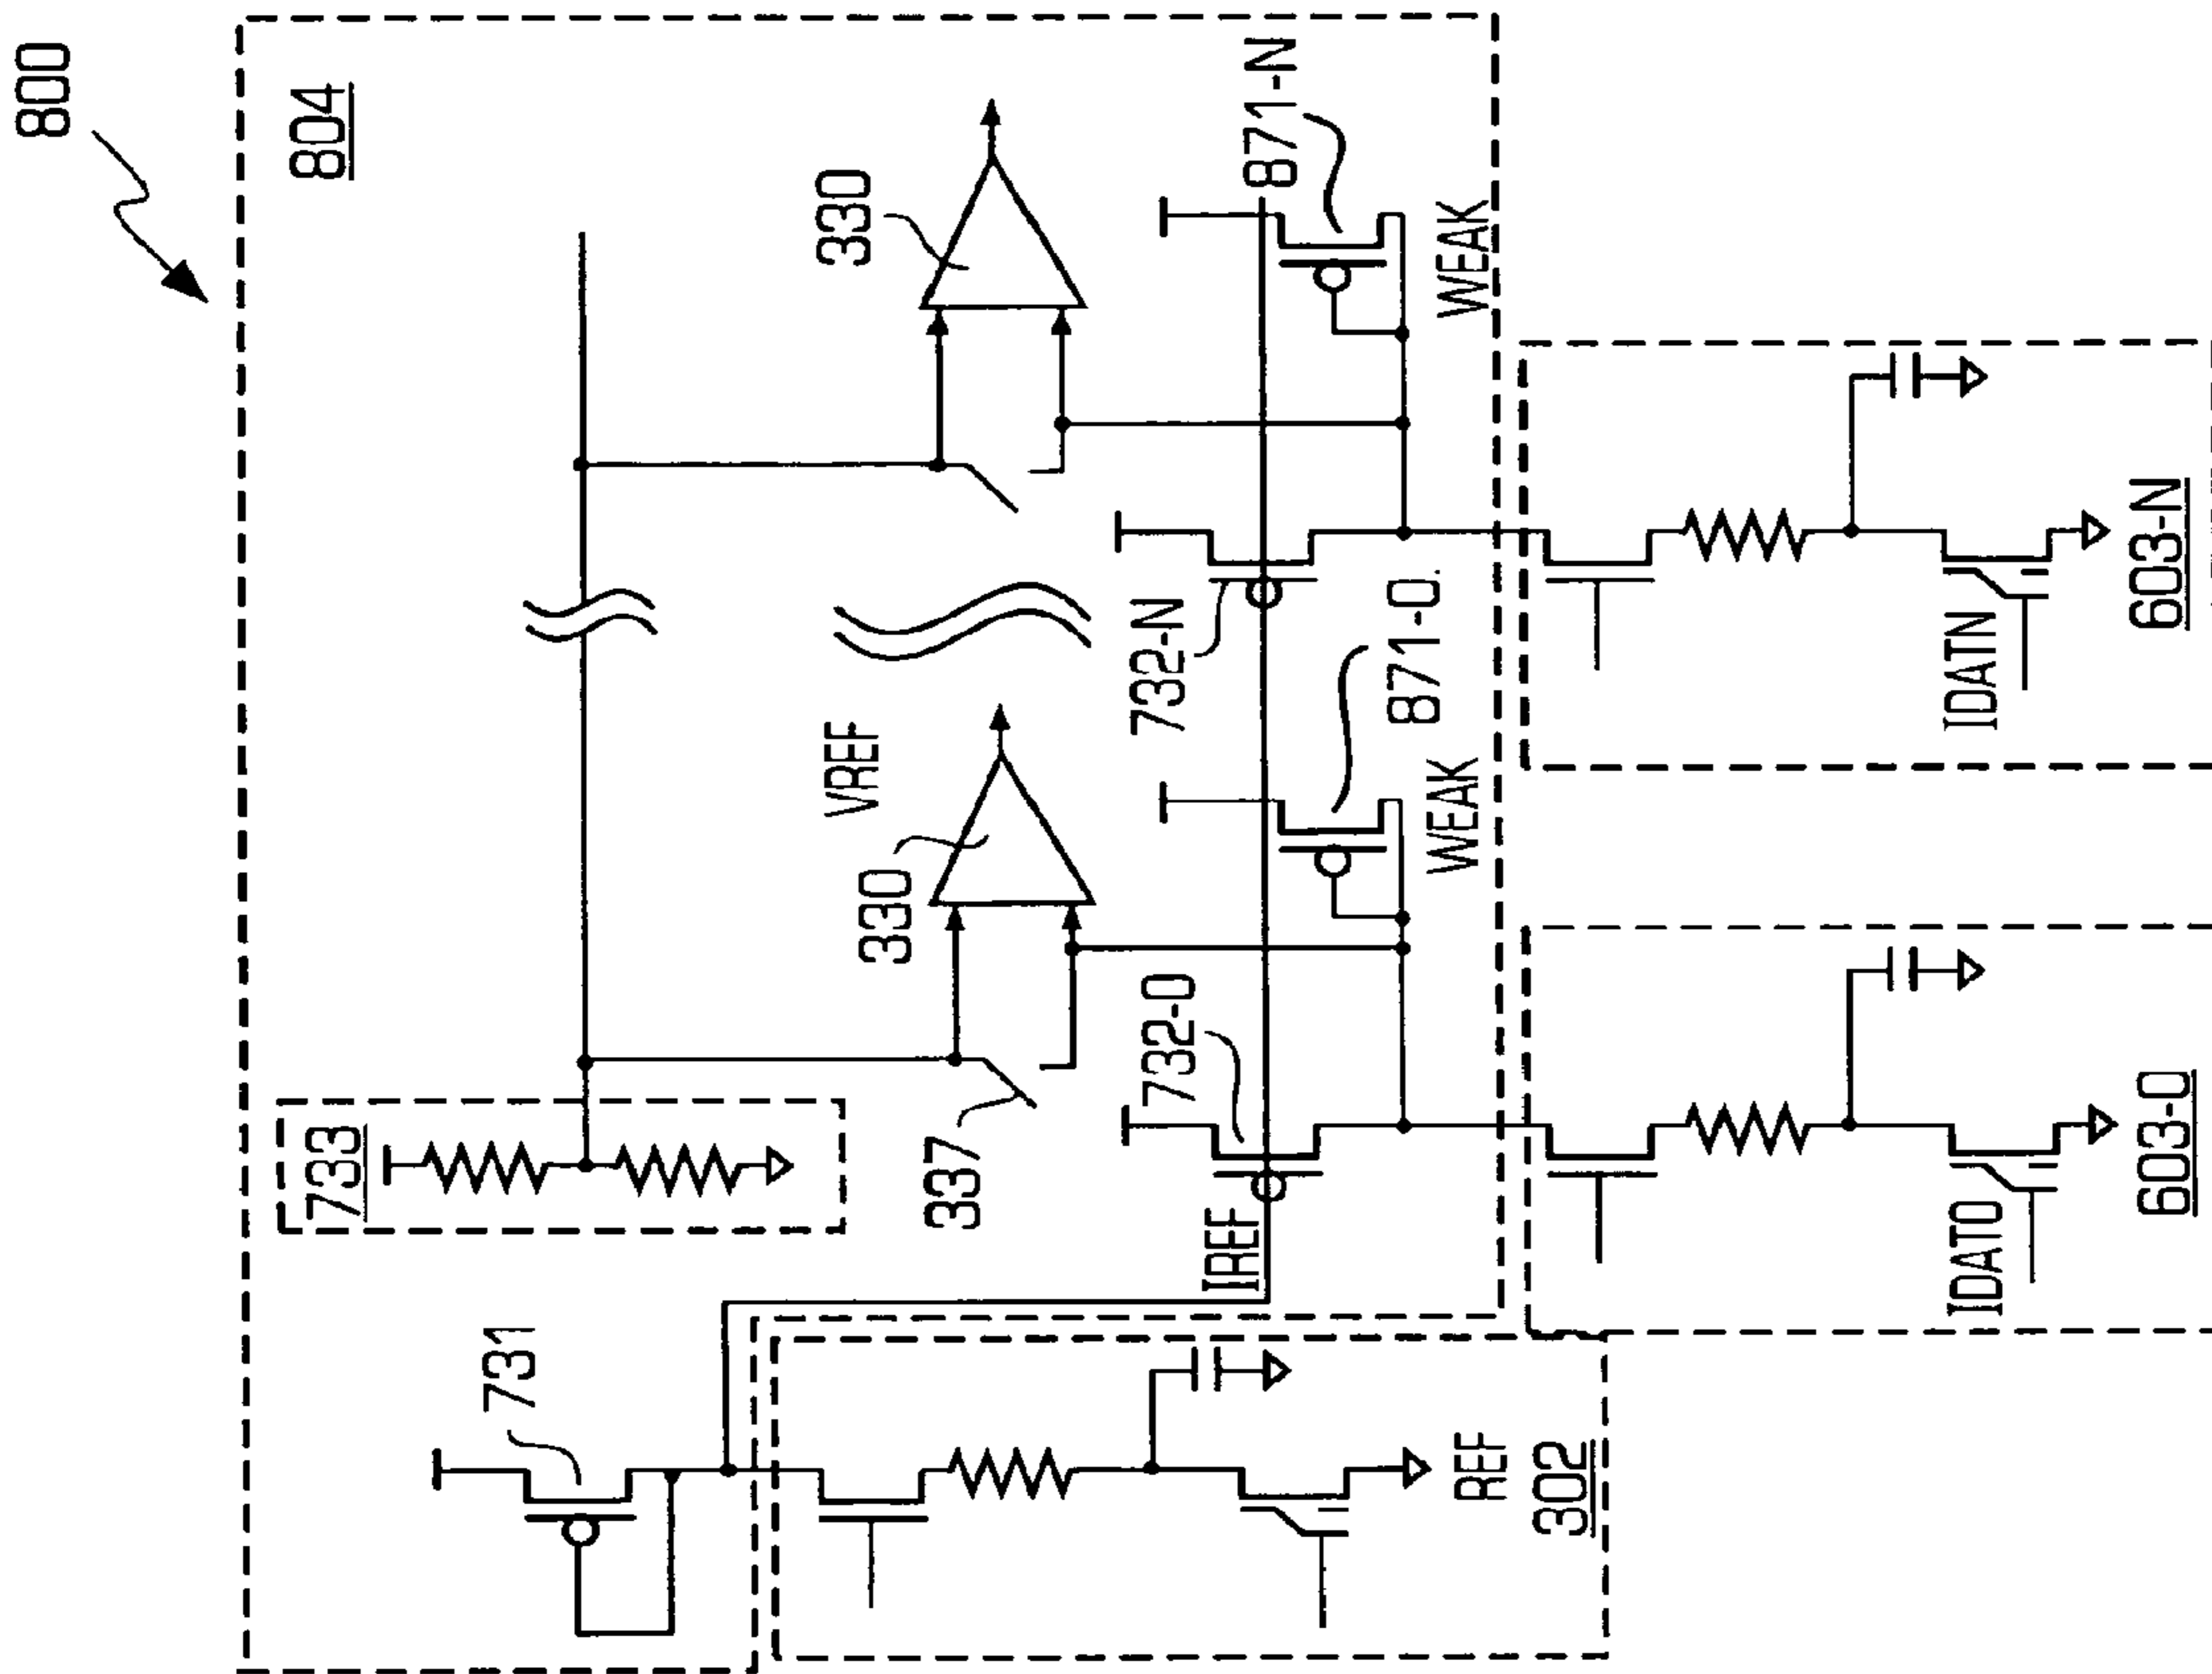 800
804
733
731
337
330
VREF
330
IREF
732-0
732-N
871-0.
871-N
WEAK
WEAK
REF
302
IDAT0
603-0
IDATN
603-N